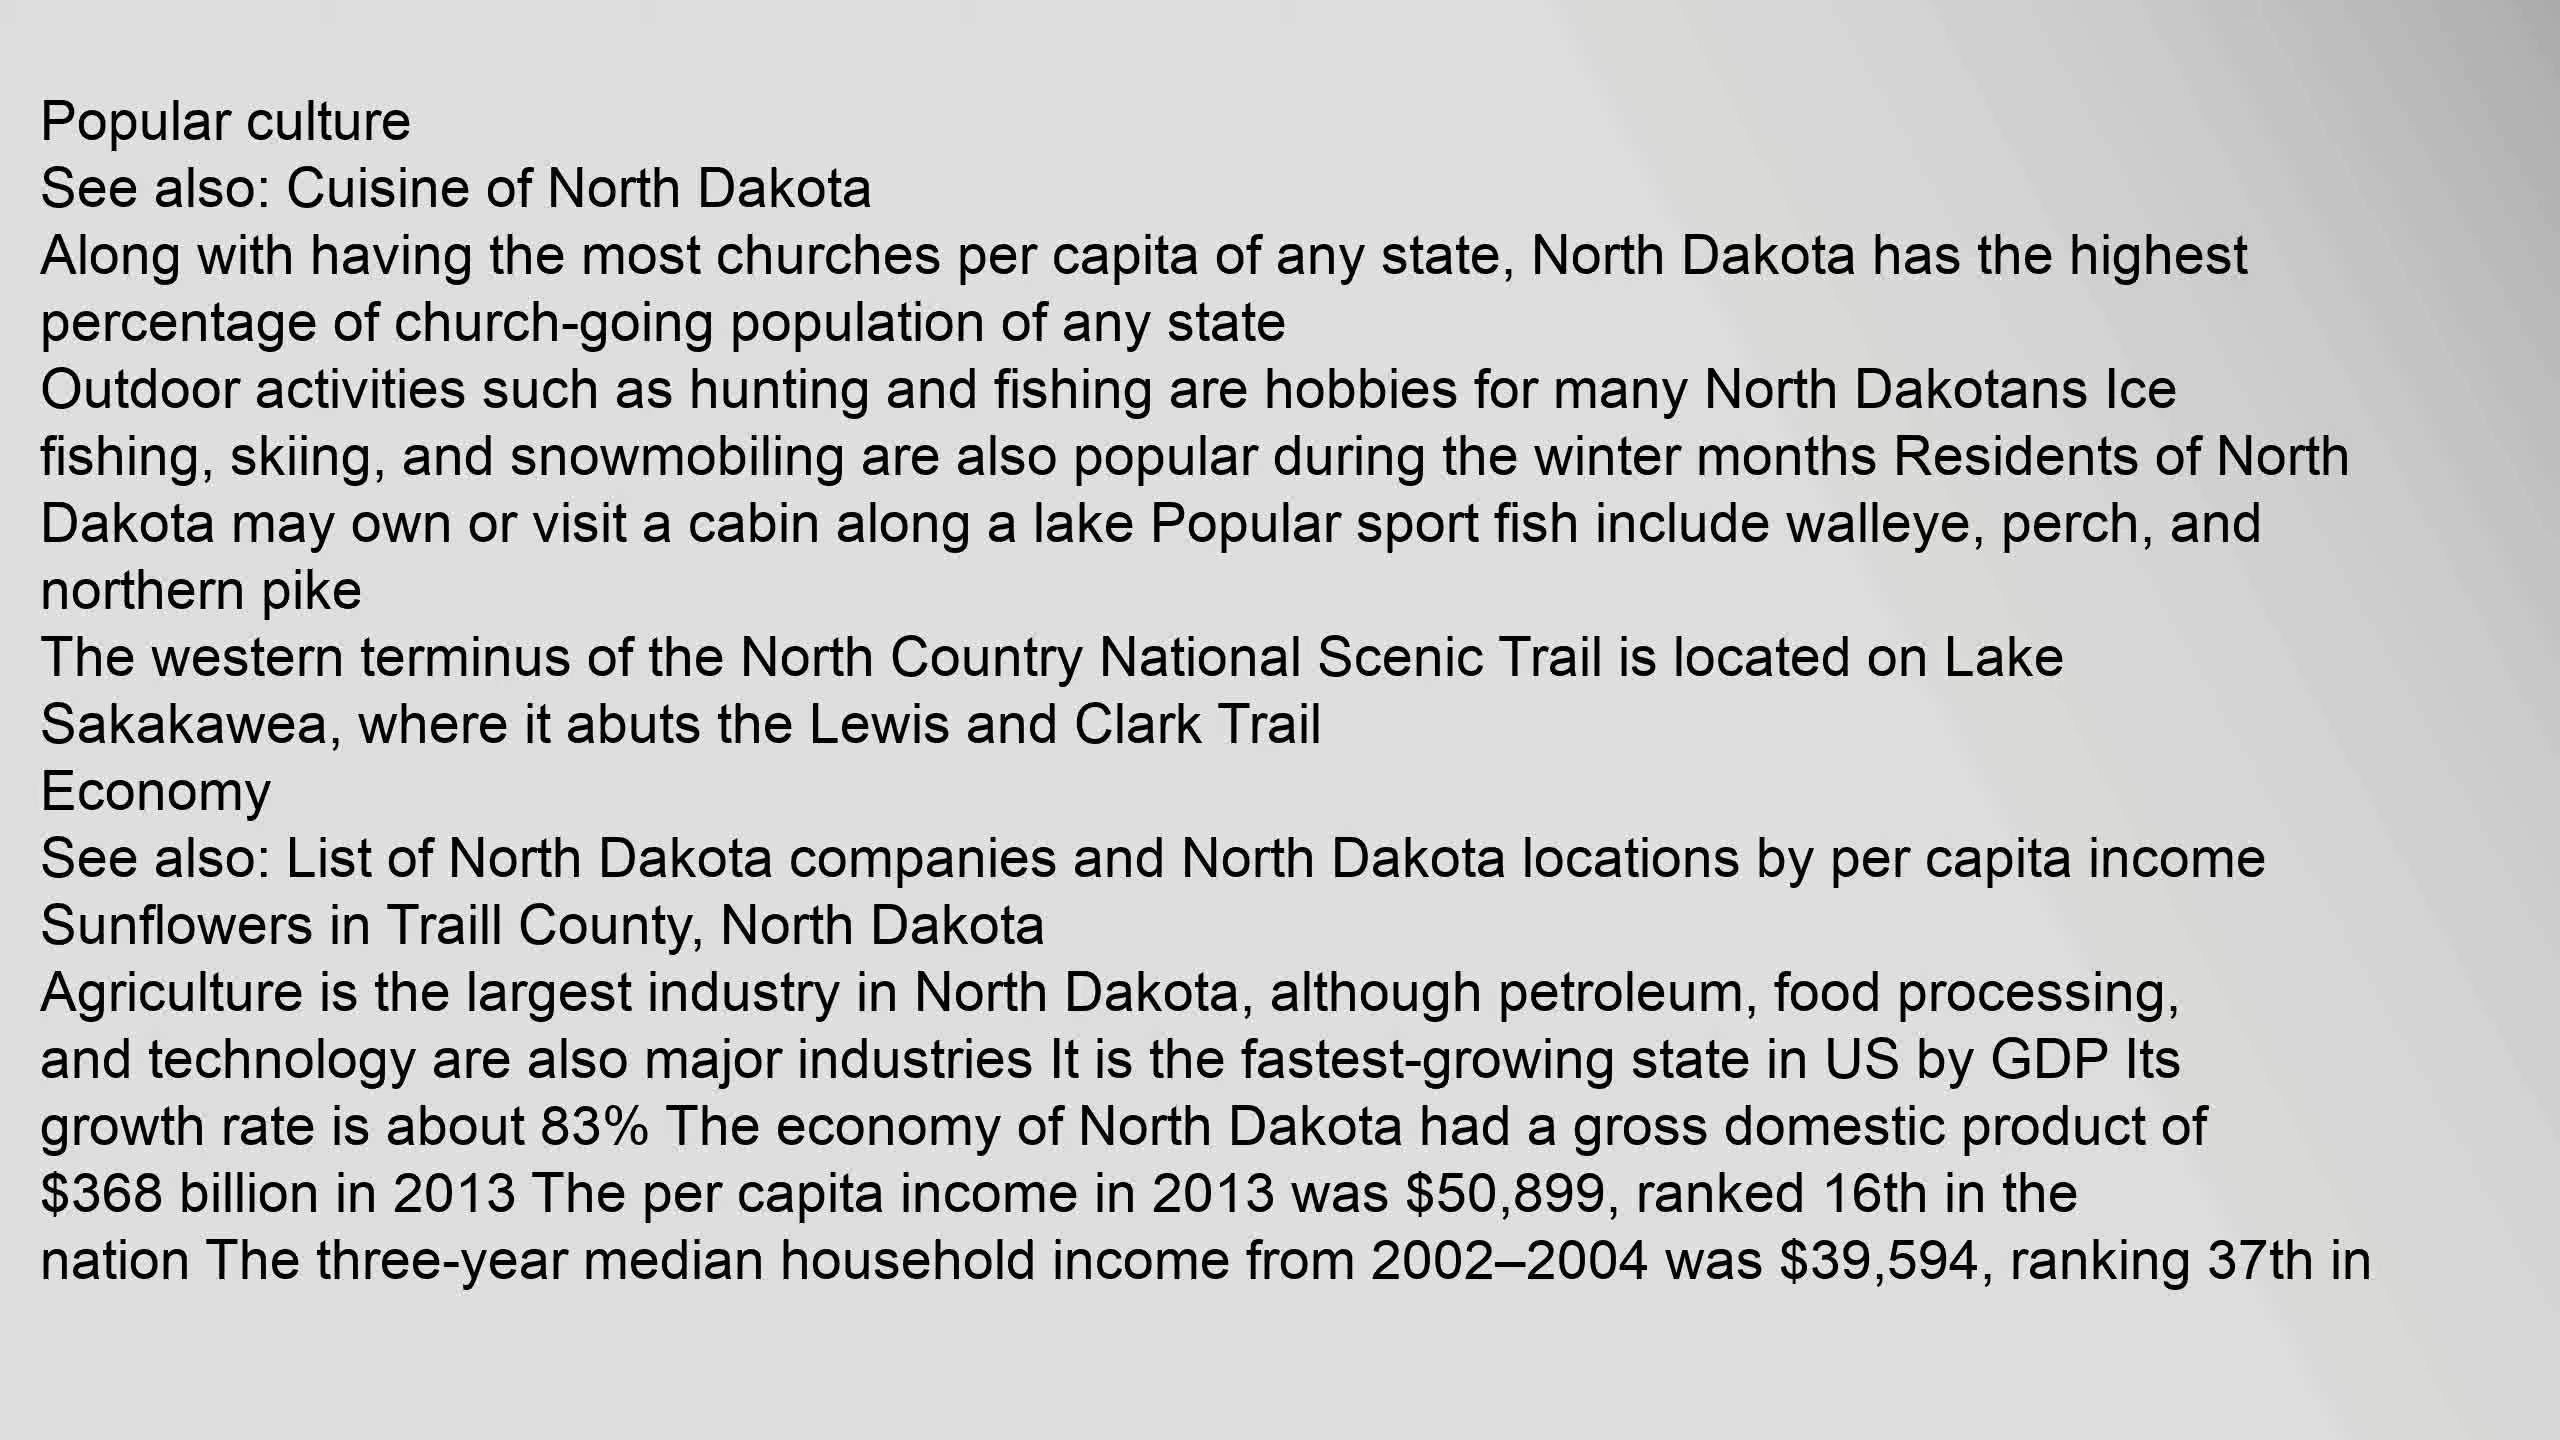 Popular culture
See also: Cuisine of North Dakota
Along with having the most churches per capita of any state, North Dakota has the highest
percentage of church-going population of any state
Outdoor activities such as hunting and fishing are hobbies for many North Dakotans Ice
fishing, skiing, and snowmobiling are also popular during the winter months Residents of North
Dakota may own or visit a cabin along a lake Popular sport fish include walleye, perch, and
northern pike
The western terminus of the North Country National Scenic Trail is located on Lake
Sakakawea, where it abuts the Lewis and Clark Trail
Economy
See also: List of North Dakota companies and North Dakota locations by per capita income
Sunflowers in Traill County, North Dakota
Agriculture is the largest industry in North Dakota, although petroleum, food processing,
and technology are also major industries It is the fastest-growing state in US by GDP Its
growth rate is about 83% The economy of North Dakota had a gross domestic product of
$368 billion in 2013 The per capita income in 2013 was $50,899, ranked 16th in the
nation The three-year median household income from 2002–2004 was $39,594, ranking 37th in